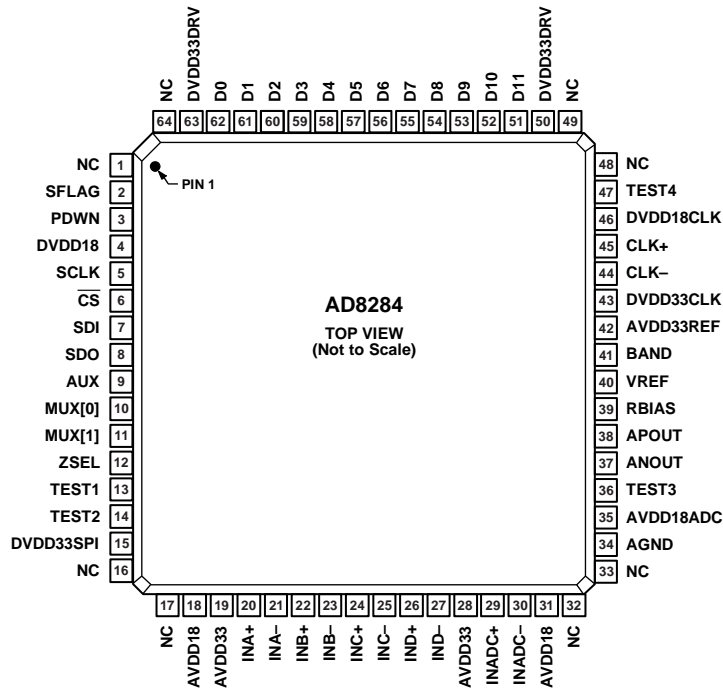 NC
DVDD33DRV
D0
D1
D2
D3
D4
D5
D6
D7
D8
D9
D10
D11
DVDD33DRV
NC
64 63 62 61 60 59 58 57 56 55 54 53 52 51 50 49
NC 1
SFLAG 2
PDWN 3
DVDD18 4
SCLK 5
CS 6
SDI 7
SDO 8
AUX 9
MUX[0] 10
MUX[1] 11
ZSEL 12
TEST1 13
TEST2 14
DVDD33SPI 15
NC 16
PIN 1
AD8284
TOP VIEW
(Not to Scale)
48 NC
47 TEST4
46 DVDD18CLK
45 CLK+
44 CLK–
43 DVDD33CLK
42 AVDD33REF
41 BAND
40 VREF
39 RBIAS
38 APOUT
37 ANOUT
36 TEST3
35 AVDD18ADC
34 AGND
33 NC
17 18 19 20 21 22 23 24 25 26 27 28 29 30 31 32
NC
AVDD18
AVDD33
INA+
INA–
INB+
INB–
INC+
INC–
IND+
IND–
AVDD33
INADC+
INADC–
AVDD18
NC